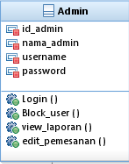 Admin
id_admin
nama_admin
username
password
Login ()
Block_user ()
view_laporan ()
edit_pemesanan ()